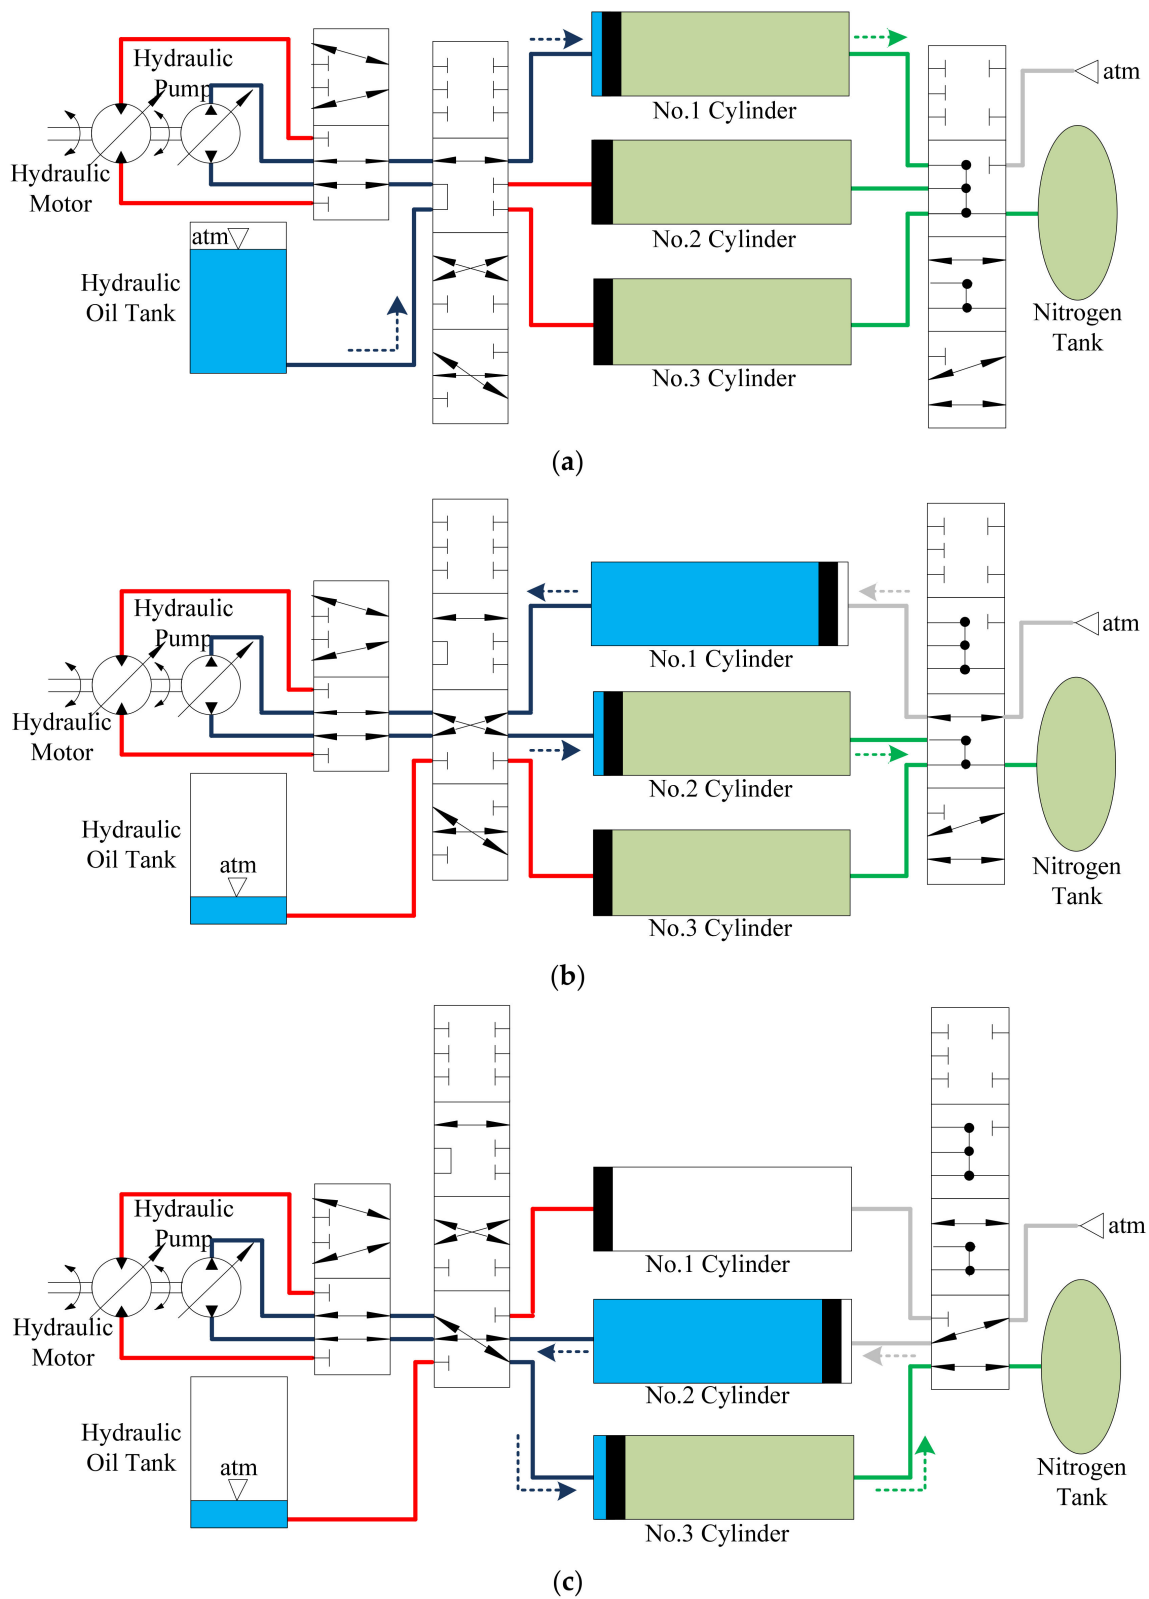 Hydraulic
Pump
Hydraulic
Motor
atm
Hydraulic
Oil Tank
No.1 Cylinder
No.2 Cylinder
No.3 Cylinder
atm
Nitrogen
Tank
(a)
Hydraulic
Pump
Hydraulic
Motor
Hydraulic
Oil Tank
atm
No.1 Cylinder
No.2 Cylinder
No.3 Cylinder
atm
Nitrogen
Tank
(b)
Hydraulic
Pump
Hydraulic
Motor
Hydraulic
Oil Tank
atm
No.1 Cylinder
No.2 Cylinder
No.3 Cylinder
atm
Nitrogen
Tank
(c)